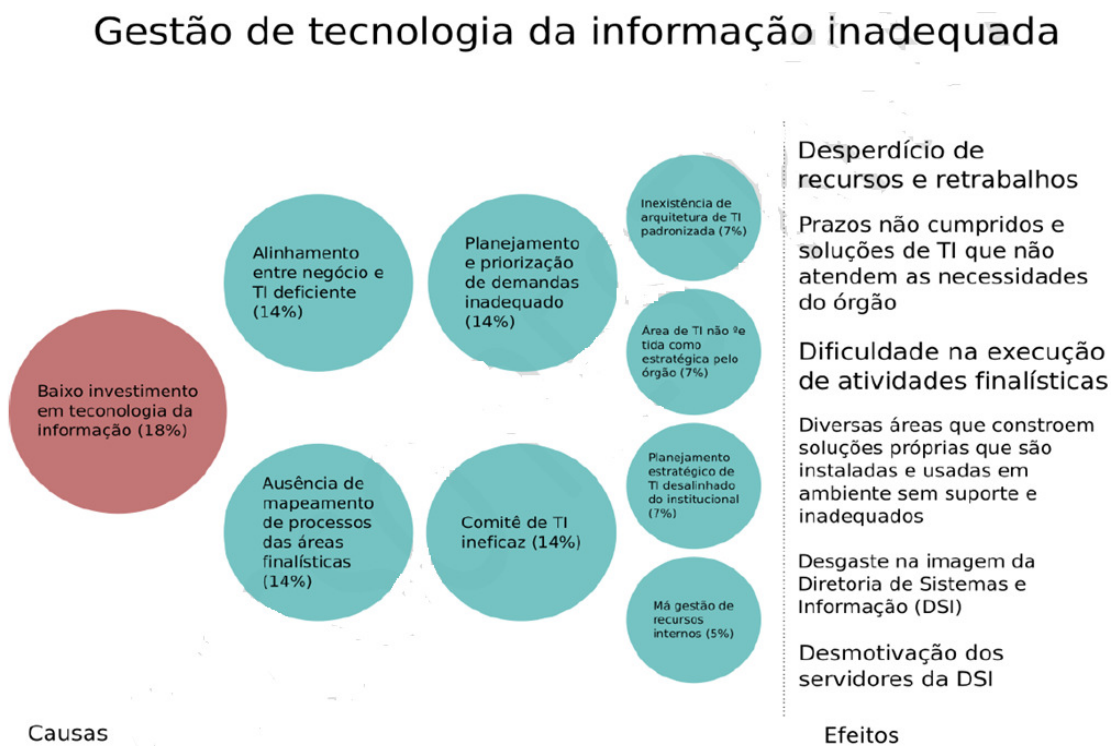 Gestão de tecnologia da informação inadequada
Baixo investimento
em teconologia da
informação (18%)
Alinhamento
entre negócio e
TI deficiente
(14%)
Ausência de
mapeamento
de processos
das áreas
finalísticas
(14%)
Planejamento
e priorização
de demandas
inadequado
(14%)
Comitê de TI
ineficaz (14%)
Inexistência de
arquitetura de TI
padronizada (7%)
Área de TI não ºe
tida como
estratégica pelo
órgão (7%)
Planejamento
estratégico de
TI desalinhado
do institucional
(7%)
Má gestão de
recursos
internos (5%)
Desperdício de
recursos e retrabalhos
Prazos não cumpridos e
soluções de TI que não
atendem as necessidades
do órgão
Dificuldade na execução
de atividades finalísticas
Diversas áreas que constroem
soluções próprias que são
instaladas e usadas em
ambiente sem suporte e
inadequados
Desgaste na imagem da
Diretoria de Sistemas e
Informação (DSI)
Desmotivação dos
servidores da DSI
Causas
Efeitos